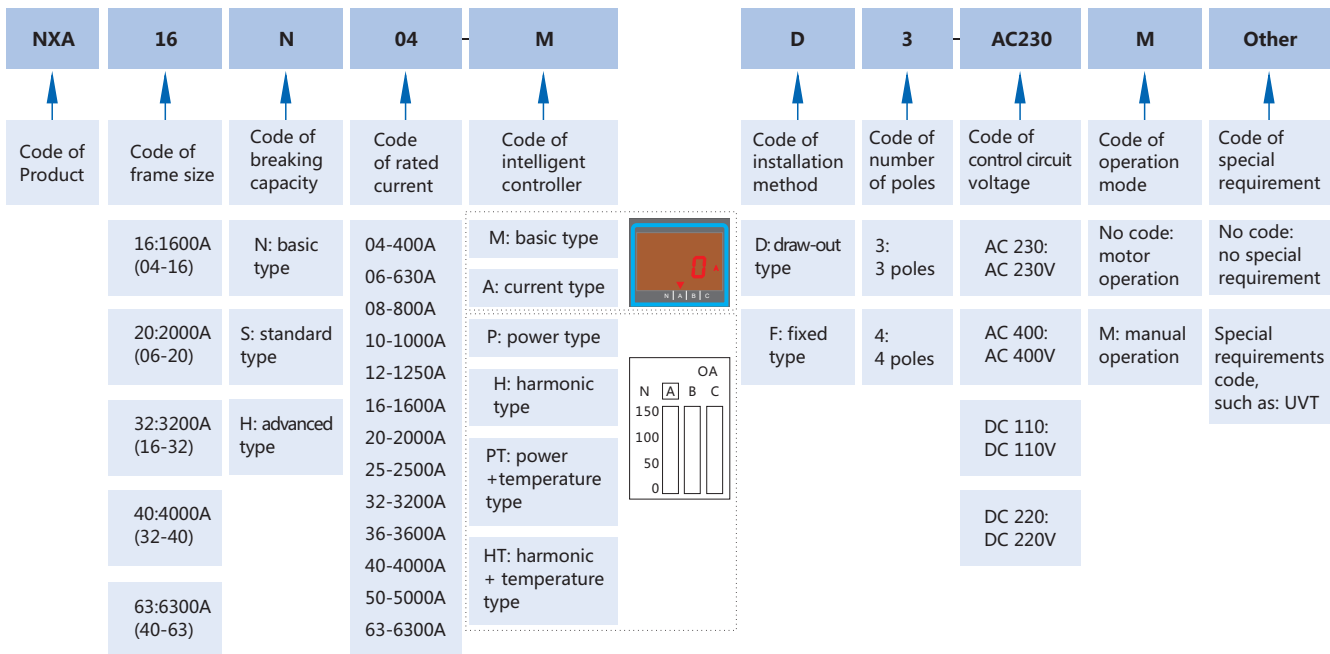 NXA 16 N 04 - M D 3 - AC230 M Other
Code of
Product
Code of
frame size
Code of
breaking
capacity
Code
of rated
current
Code of
intelligent
controller
Code of
installation
method
Code of
number
of poles
Code of
control circuit
voltage
Code of
operation
mode
Code of
special
requirement
16:1600A
(04-16)
20:2000A
(06-20)
32:3200A
(16-32)
40:4000A
(32-40)
63:6300A
(40-63)
N: basic
type
S: standard
type
H: advanced
type
04-400A
06-630A
08-800A
10-1000A
12-1250A
16-1600A
20-2000A
25-2500A
32-3200A
36-3600A
40-4000A
50-5000A
63-6300A
M: basic type
A: current type
P: power type
H: harmonic
type
PT: power
+temperature
type
HT: harmonic
+ temperature
type
0 A
N A B C
OA
N A B C
150
100
50
0
D: draw-out
type
F: fixed
type
3:
3 poles
4:
4 poles
AC 230:
AC 230V
AC 400:
AC 400V
DC 110:
DC 110V
DC 220:
DC 220V
No code:
motor
operation
M: manual
operation
No code:
no special
requirement
Special
requirements
code,
such as: UVT